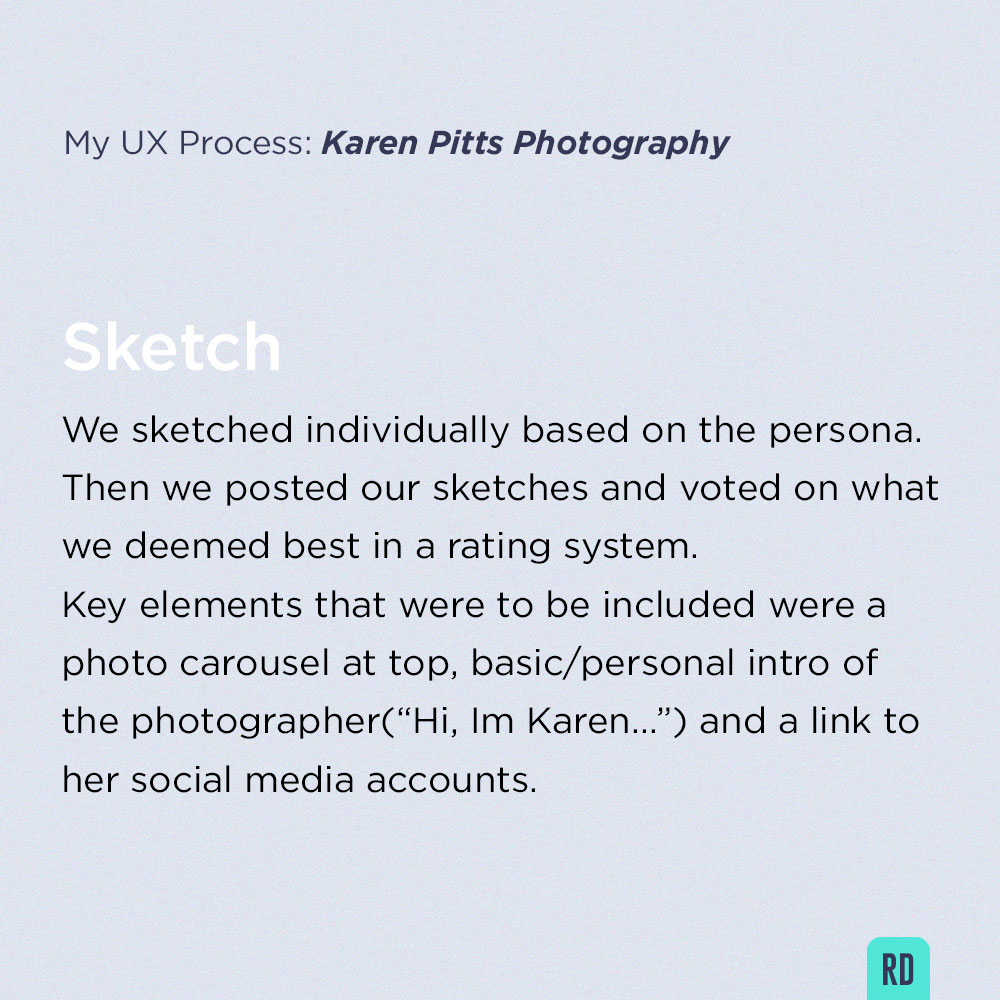 My UX Process: Karen Pitts Photography
Sketch
We sketched individually based on the persona.
Then we posted our sketches and voted on what
we deemed best in a rating system.
Key elements that were to be included were a
photo carousel at top, basic/personal intro of
the photographer(“Hi, Im Karen...”) and a link to
her social media accounts.
RD